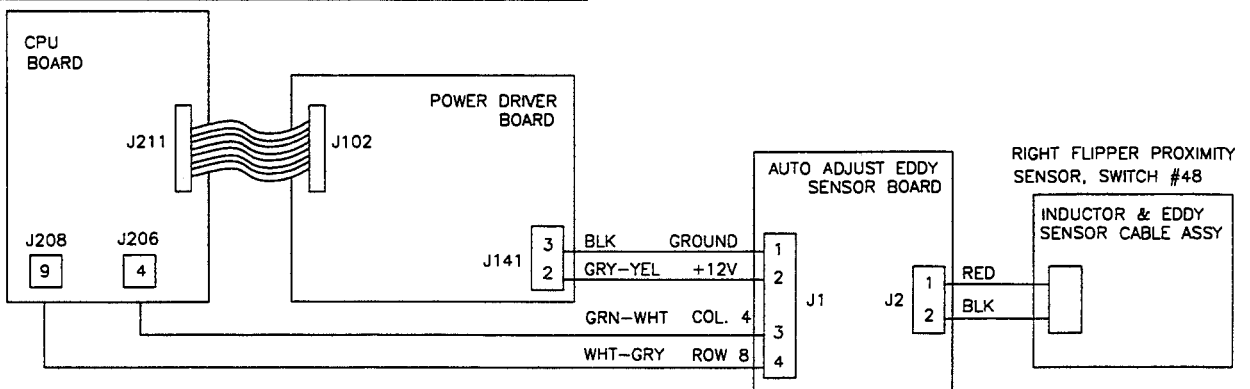 CPU
BOARD
J211
J102
POWER DRIVER
BOARD
J208
J206
9
4
J141
3
2
BLK GROUND
GRY-YEL +12V
GRN-WHT COL. 4
WHT-GRY ROW 8
AUTO ADJUST EDDY
SENSOR BOARD
1
2
3
4
J1
J2
1
2
RED
BLK
RIGHT FLIPPER PROXIMITY
SENSOR, SWITCH #48
INDUCTOR & EDDY
SENSOR CABLE ASSY